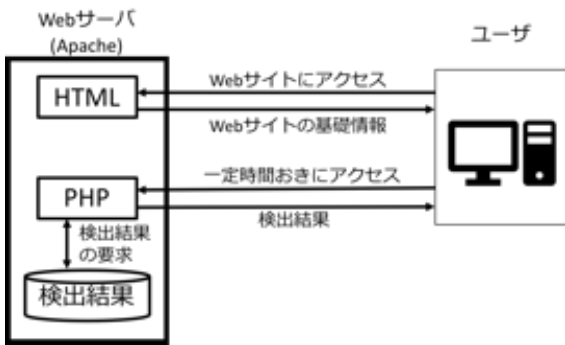 Webサーバ
(Apache)
ユーザ
HTML
Webサイトにアクセス
Webサイトの基礎情報
PHP
一定時間おきにアクセス
検出結果
検出結果
の要求
検出結果